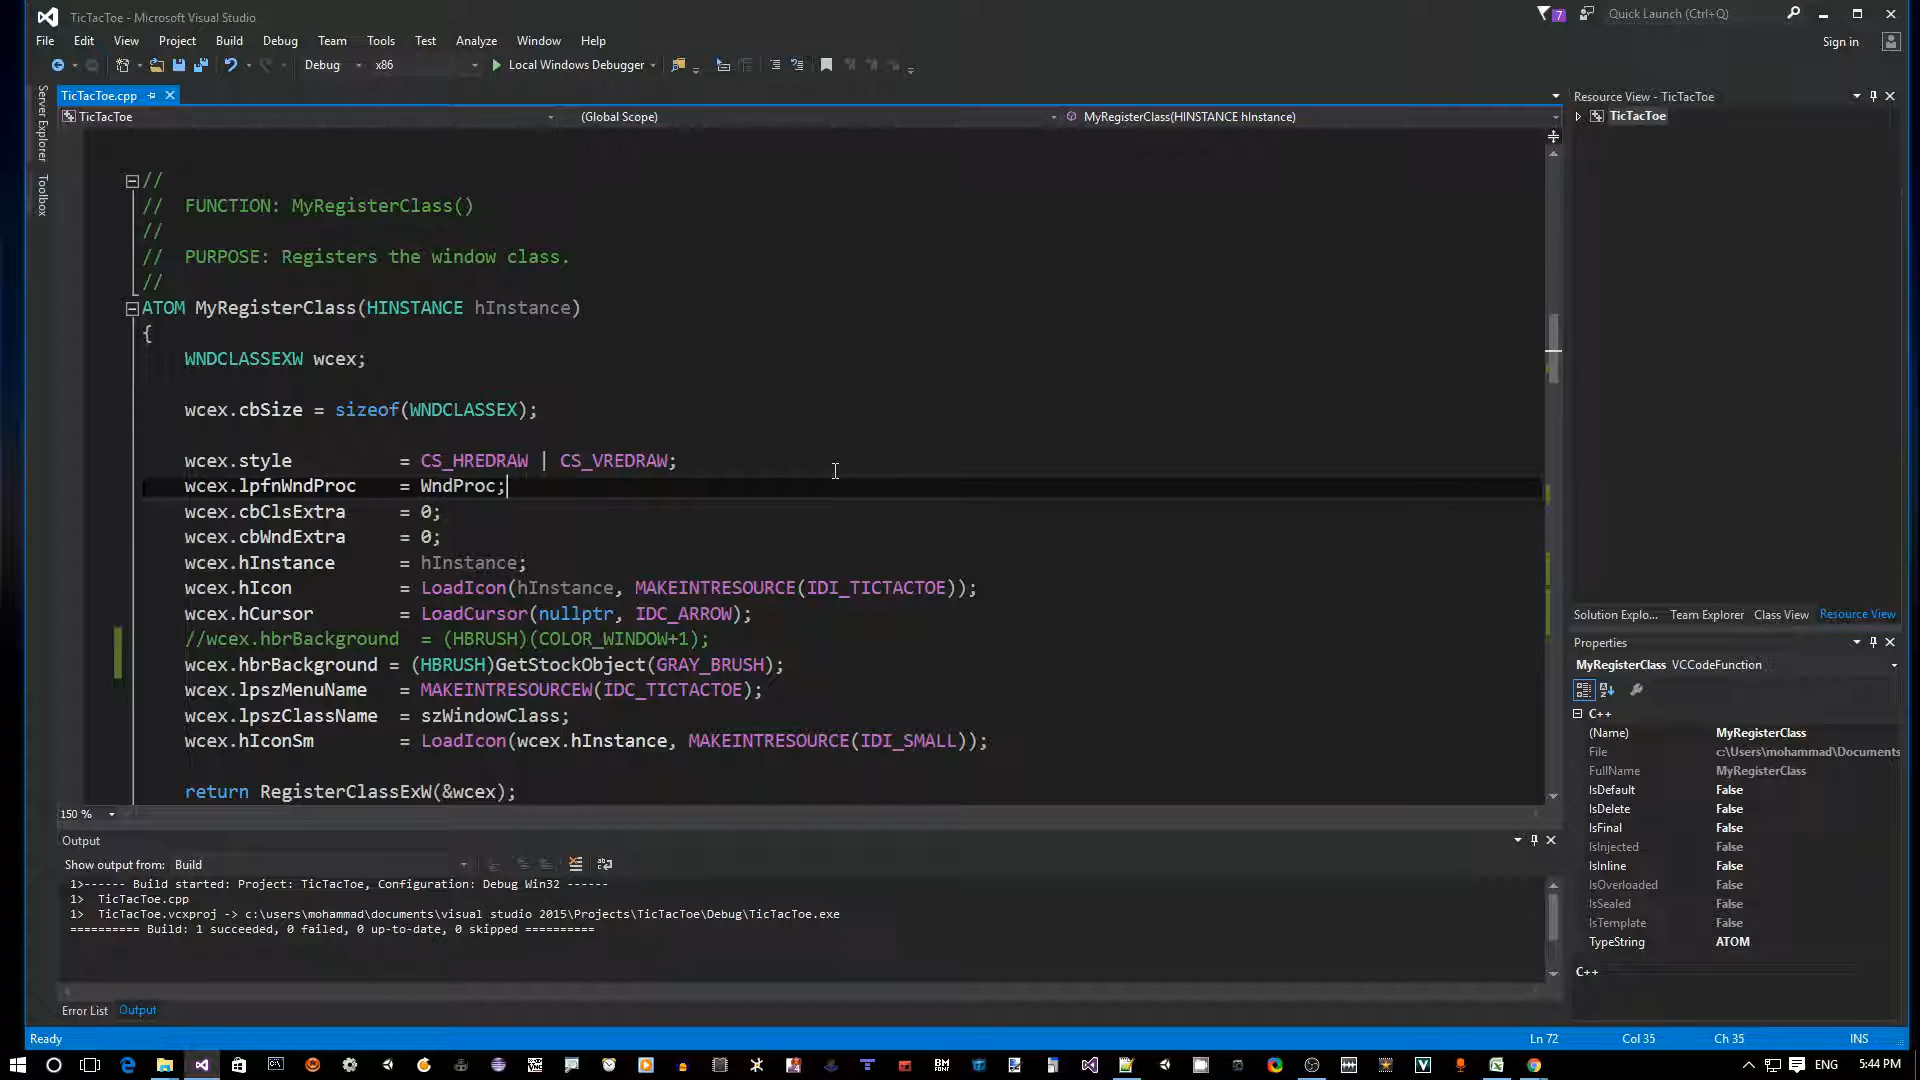 TicTacToe - Microsoft Visual Studio
7
Quick Launch (Ctrl+Q)
File Edit View Project Build Debug Team Tools Test Analyze Window Help
Sign in
Debug x86 Local Windows Debugger
TicTacToe.cpp
TicTacToe (Global Scope) MyRegisterClass(HINSTANCE hInstance)
Server Explorer
Toolbox
//
//  FUNCTION: MyRegisterClass()
//
//  PURPOSE: Registers the window class.
//
ATOM MyRegisterClass(HINSTANCE hInstance)
{
WNDCLASSEXW wcex;
wcex.cbSize = sizeof(WNDCLASSEX);
wcex.style          = CS_HREDRAW | CS_VREDRAW;
wcex.lpfnWndProc    = WndProc;
wcex.cbClsExtra     = 0;
wcex.cbWndExtra     = 0;
wcex.hInstance      = hInstance;
wcex.hIcon          = LoadIcon(hInstance, MAKEINTRESOURCE(IDI_TICTACTOE));
wcex.hCursor        = LoadCursor(nullptr, IDC_ARROW);
//wcex.hbrBackground  = (HBRUSH)(COLOR_WINDOW+1);
wcex.hbrBackground = (HBRUSH)GetStockObject(GRAY_BRUSH);
wcex.lpszMenuName   = MAKEINTRESOURCEW(IDC_TICTACTOE);
wcex.lpszClassName  = szWindowClass;
wcex.hIconSm        = LoadIcon(wcex.hInstance, MAKEINTRESOURCE(IDI_SMALL));
return RegisterClassExW(&wcex);
150 %
Output
Show output from: Build
1>------ Build started: Project: TicTacToe, Configuration: Debug Win32 ------
1>  TicTacToe.cpp
1>  TicTacToe.vcxproj -> c:\users\mohammad\documents\visual studio 2015\Projects\TicTacToe\Debug\TicTacToe.exe
========== Build: 1 succeeded, 0 failed, 0 up-to-date, 0 skipped ==========
Error List Output
Resource View - TicTacToe
TicTacToe
Solution Explo... Team Explorer Class View Resource View
Properties
MyRegisterClass VCCodeFunction
C++
(Name) MyRegisterClass
File c:\Users\mohammad\Documents
FullName MyRegisterClass
IsDefault False
IsDelete False
IsFinal False
IsInjected False
IsInline False
IsOverloaded False
IsSealed False
IsTemplate False
TypeString ATOM
C++
Ready Ln 72 Col 35 Ch 35 INS
ENG 5:44 PM